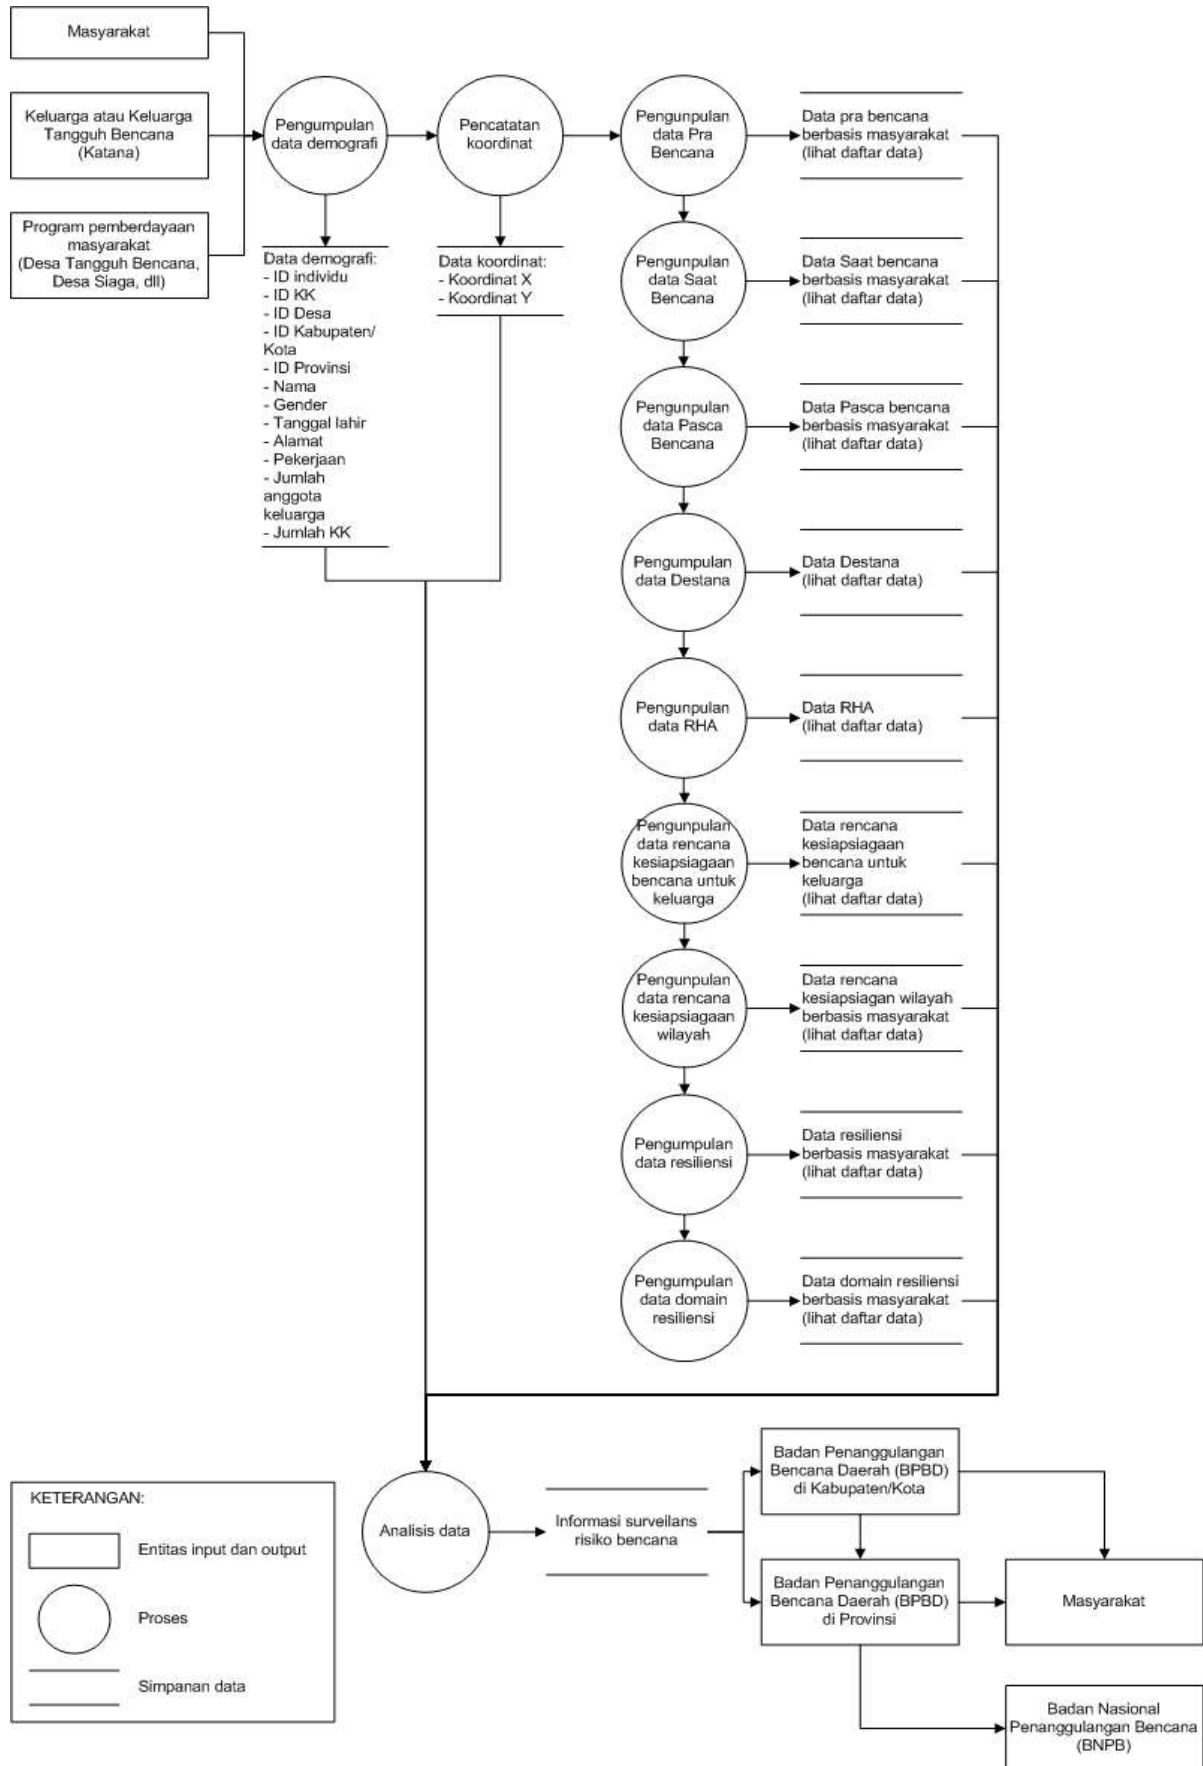 Masyarakat
Keluarga atau Keluarga
Tangguh Bencana
(Katana)
Program pemberdayaan
masyarakat
(Desa Tangguh Bencana,
Desa Siaga, dll)
Pengumpulan
data demografi
Pencatatan
koordinat
Pengunpulan
data Pra
Bencana
Data pra bencana
berbasis masyarakat
(lihat daftar data)
Data demografi:
- ID individu
- ID KK
- ID Desa
- ID Kabupaten/
Kota
- ID Provinsi
- Nama
- Gender
- Tanggal lahir
- Alamat
- Pekerjaan
- Jumlah
anggota
keluarga
- Jumlah KK
Data koordinat:
- Koordinat X
- Koordinat Y
Pengunpulan
data Saat
Bencana
Data Saat bencana
berbasis masyarakat
(lihat daftar data)
Pengunpulan
data Pasca
Bencana
Data Pasca bencana
berbasis masyarakat
(lihat daftar data)
Pengumpulan
data Destana
Data Destana
(lihat daftar data)
Pengunpulan
data RHA
Data RHA
(lihat daftar data)
Pengunpulan
data rencana
kesiapsiagaan
bencana untuk
keluarga
Data rencana
kesiapsiagaan
bencana untuk
keluarga
(lihat daftar data)
Pengunpulan
data rencana
kesiapsiagaan
wilayah
Data rencana
kesiapsiagan wilayah
berbasis masyarakat
(lihat daftar data)
Pengumpulan
data resiliensi
Data resiliensi
berbasis masyarakat
(lihat daftar data)
Pengumpulan
data domain
resiliensi
Data domain resiliensi
berbasis masyarakat
(lihat daftar data)
Analisis data
Informasi surveilans
risiko bencana
Badan Penanggulangan
Bencana Daerah (BPBD)
di Kabupaten/Kota
Badan Penanggulangan
Bencana Daerah (BPBD)
di Provinsi
Masyarakat
Badan Nasional
Penanggulangan Bencana
(BNPB)
KETERANGAN:
Entitas input dan output
Proses
Simpanan data